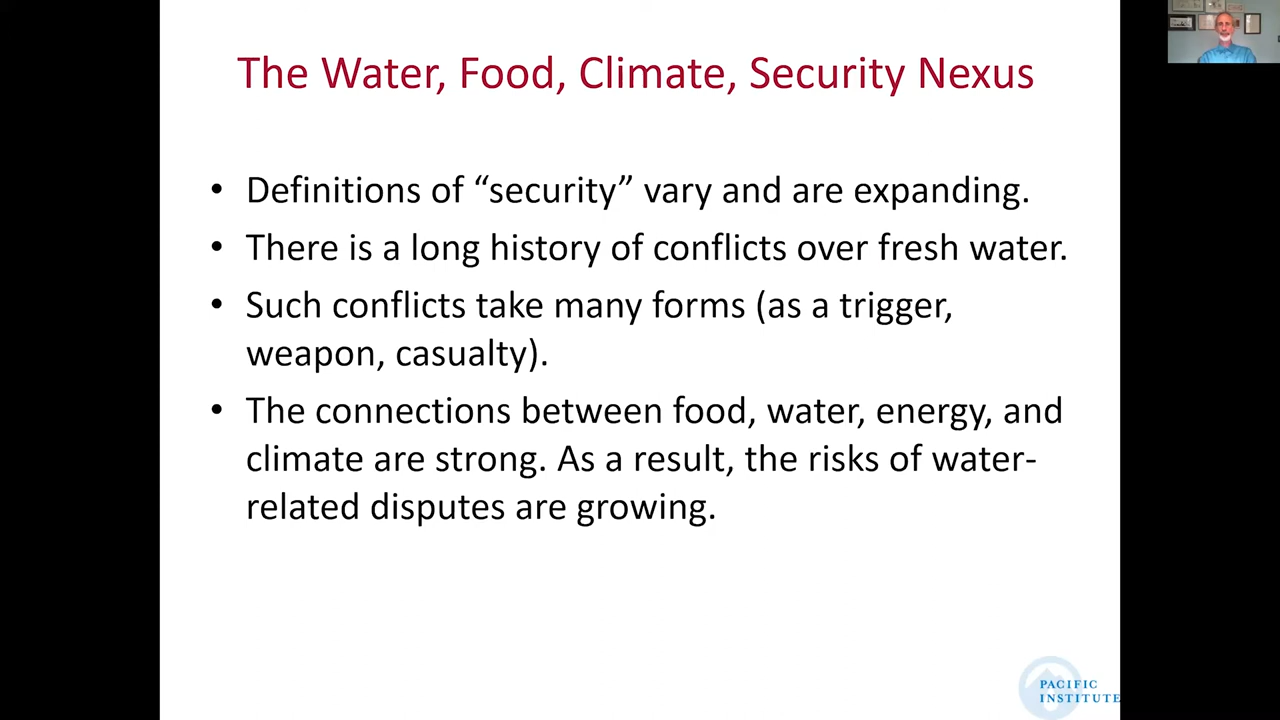 The Water, Food, Climate, Security Nexus
• Definitions of “security” vary and are expanding.
• There is a long history of conflicts over fresh water.
• Such conflicts take many forms (as a trigger,
weapon, casualty).
• The connections between food, water, energy, and
climate are strong. As a result, the risks of water-
related disputes are growing.
PACIFIC
INSTITUTE